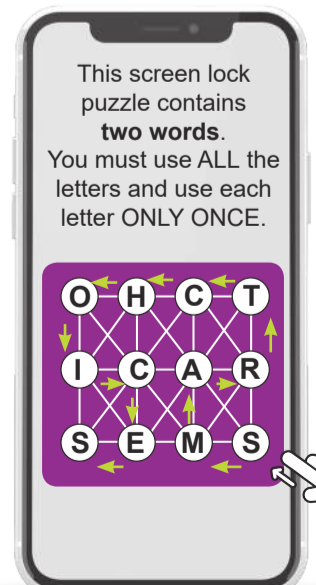 This screen lock
puzzle contains
two words.
You must use ALL the
letters and use each
letter ONLY ONCE.
O H C T
I C A R
S E M S